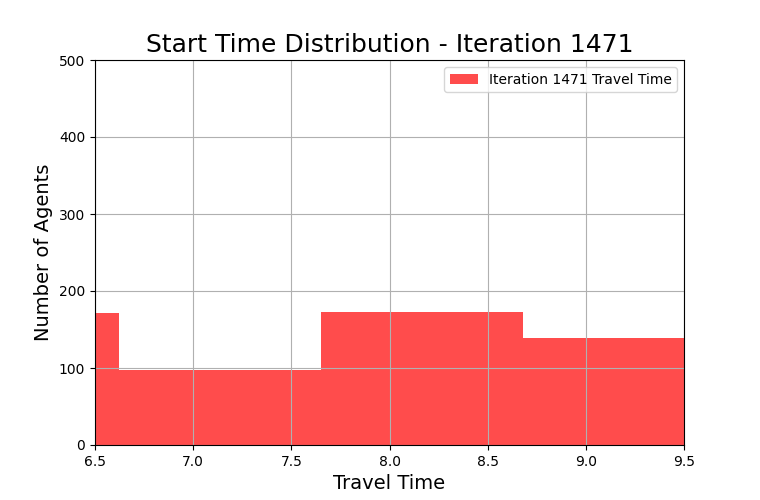 Start Time Distribution - Iteration 1471
Iteration 1471 Travel Time
Number of Agents
500
400
300
200
100
0
6.5 7.0 7.5 8.0 8.5 9.0 9.5
Travel Time